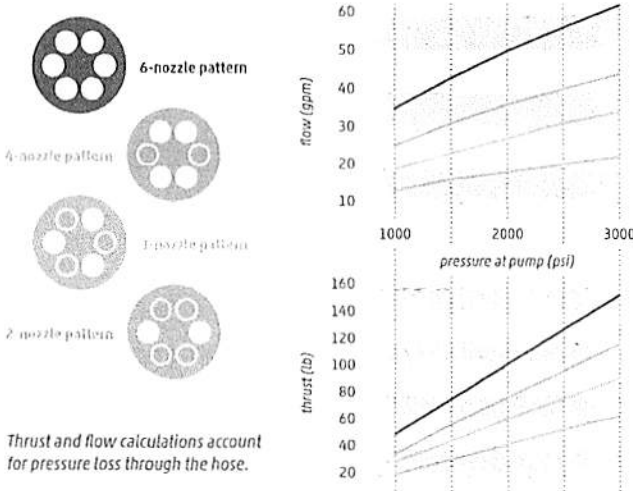 6-nozzle pattern
4-nozzle pattern
3-nozzle pattern
2-nozzle pattern
Thrust and flow calculations account
for pressure loss through the hose.
60
50
40
30
20
10
flow (gpm)
1000
2000
3000
pressure at pump (psi)
160
140
120
100
80
60
40
20
thrust (lb)